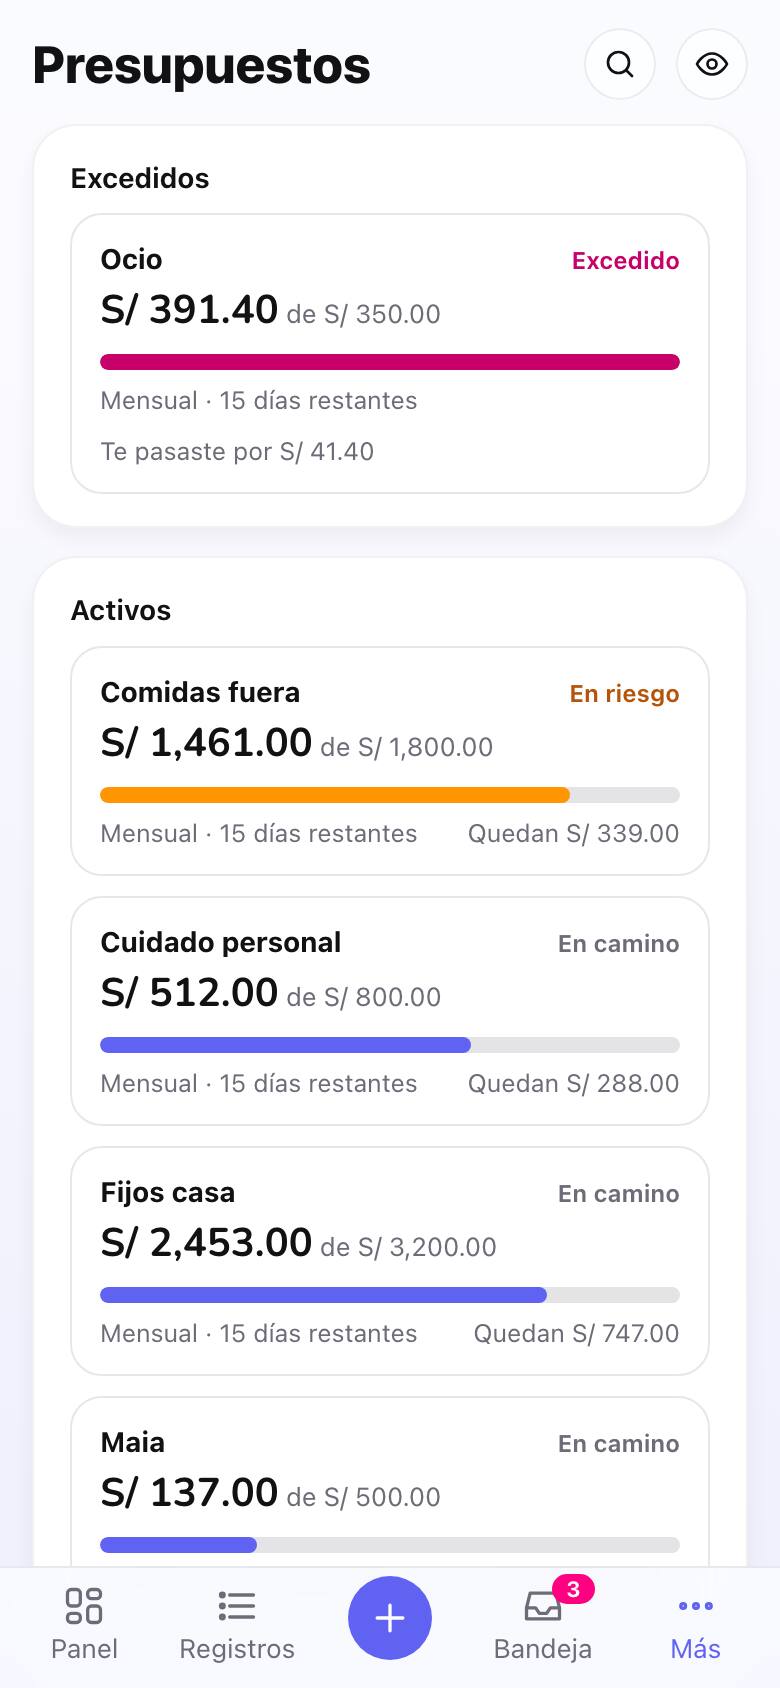 Presupuestos
Excedidos
Ocio
Excedido
S/ 391.40 de S/ 350.00
Mensual · 15 días restantes
Te pasaste por S/ 41.40
Activos
Comidas fuera
En riesgo
S/ 1,461.00 de S/ 1,800.00
Mensual · 15 días restantes
Quedan S/ 339.00
Cuidado personal
En camino
S/ 512.00 de S/ 800.00
Mensual · 15 días restantes
Quedan S/ 288.00
Fijos casa
En camino
S/ 2,453.00 de S/ 3,200.00
Mensual · 15 días restantes
Quedan S/ 747.00
Maia
En camino
S/ 137.00 de S/ 500.00
3
Panel
Registros
Bandeja
Más